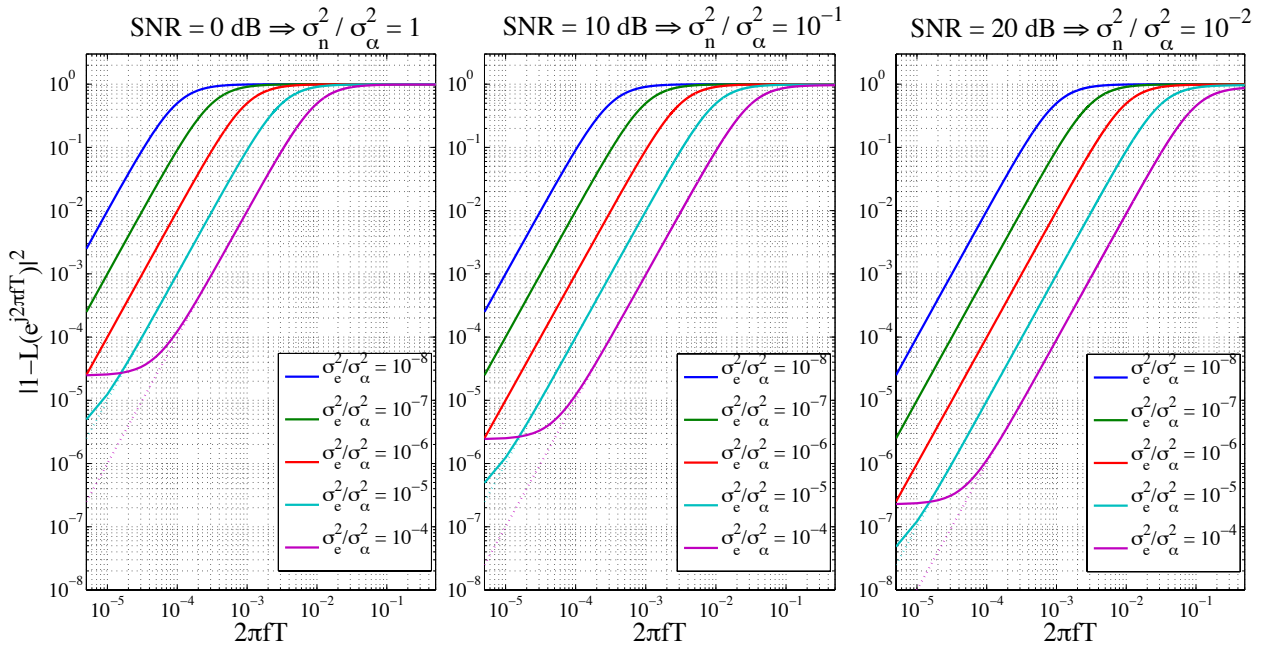 SNR = 0 dB ⇒ σ_n^2 / σ_α^2 = 1
|1−L(e^{j2πfT})|^2
10^0
10^−1
10^−2
10^−3
10^−4
10^−5
10^−6
10^−7
10^−8
σ_e^2/σ_α^2 = 10^−8
σ_e^2/σ_α^2 = 10^−7
σ_e^2/σ_α^2 = 10^−6
σ_e^2/σ_α^2 = 10^−5
σ_e^2/σ_α^2 = 10^−4
10^−5 10^−4 10^−3 10^−2 10^−1
2πfT
SNR = 10 dB ⇒ σ_n^2 / σ_α^2 = 10^−1
10^0
10^−1
10^−2
10^−3
10^−4
10^−5
10^−6
10^−7
10^−8
σ_e^2/σ_α^2 = 10^−8
σ_e^2/σ_α^2 = 10^−7
σ_e^2/σ_α^2 = 10^−6
σ_e^2/σ_α^2 = 10^−5
σ_e^2/σ_α^2 = 10^−4
10^−5 10^−4 10^−3 10^−2 10^−1
2πfT
SNR = 20 dB ⇒ σ_n^2 / σ_α^2 = 10^−2
10^0
10^−1
10^−2
10^−3
10^−4
10^−5
10^−6
10^−7
10^−8
σ_e^2/σ_α^2 = 10^−8
σ_e^2/σ_α^2 = 10^−7
σ_e^2/σ_α^2 = 10^−6
σ_e^2/σ_α^2 = 10^−5
σ_e^2/σ_α^2 = 10^−4
10^−5 10^−4 10^−3 10^−2 10^−1
2πfT